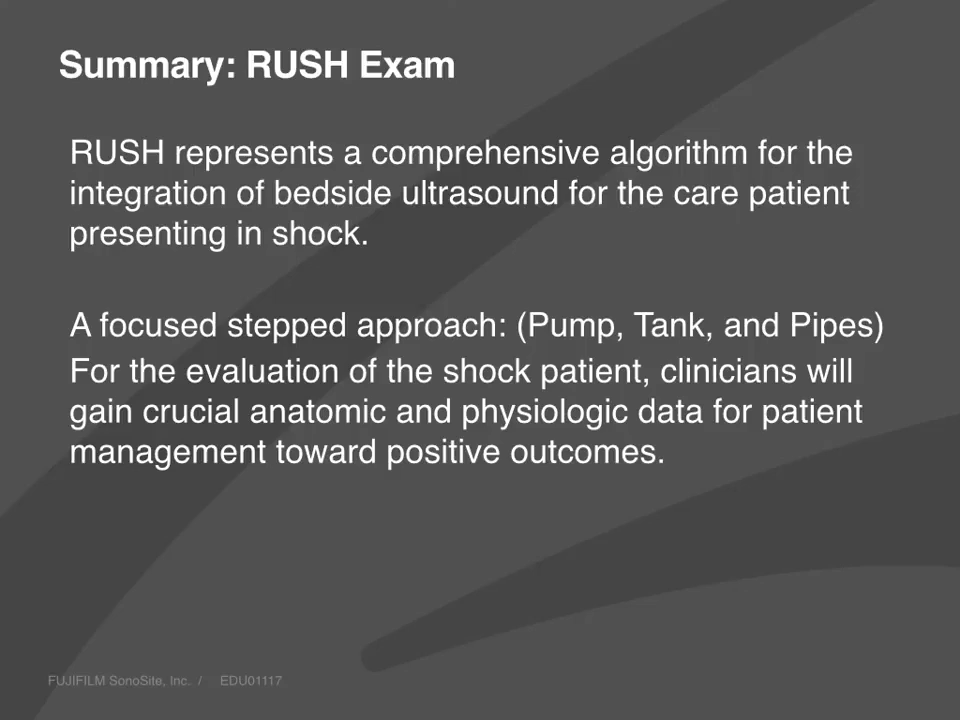 Summary: RUSH Exam
RUSH represents a comprehensive algorithm for the
integration of bedside ultrasound for the care patient
presenting in shock.
A focused stepped approach: (Pump, Tank, and Pipes)
For the evaluation of the shock patient, clinicians will
gain crucial anatomic and physiologic data for patient
management toward positive outcomes.
FUJIFILM SonoSite, Inc. / EDU01117